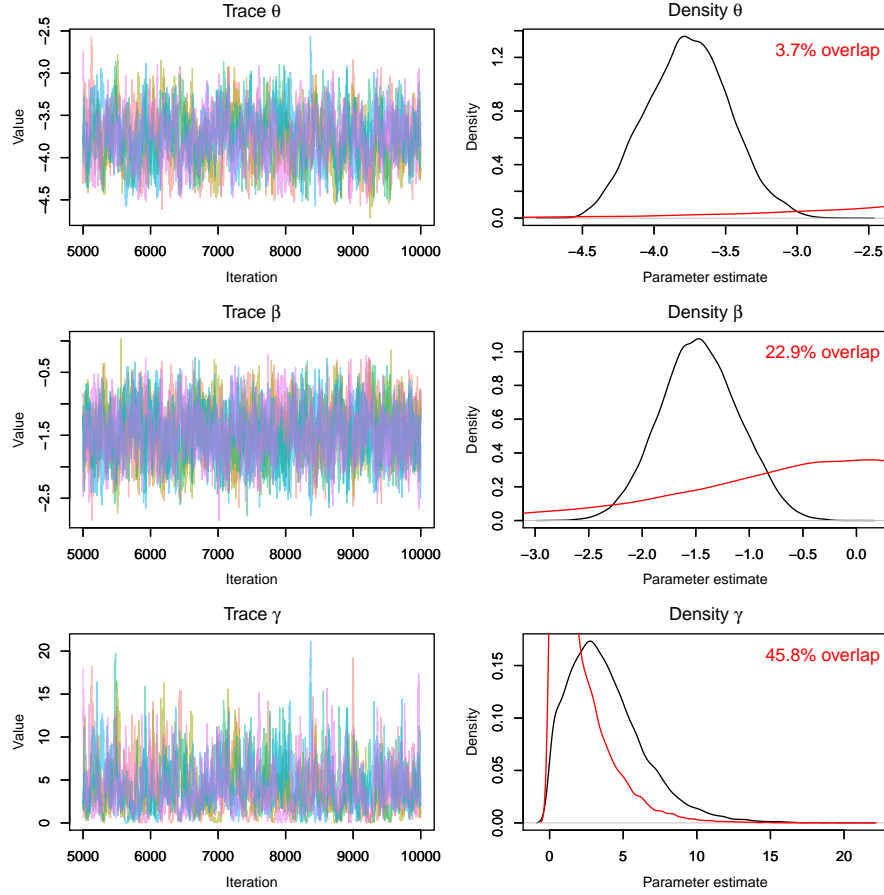 Trace θ
Value
−4.5 −4.0 −3.5 −3.0 −2.5
5000 6000 7000 8000 9000 10000
Iteration
Density θ
3.7% overlap
Density
0.0 0.4 0.8 1.2
−4.5 −4.0 −3.5 −3.0 −2.5
Parameter estimate
Trace β
Value
−2.5 −1.5 −0.5
5000 6000 7000 8000 9000 10000
Iteration
Density β
22.9% overlap
Density
0.0 0.2 0.4 0.6 0.8 1.0
−3.0 −2.5 −2.0 −1.5 −1.0 −0.5 0.0
Parameter estimate
Trace γ
Value
0 5 10 15 20
5000 6000 7000 8000 9000 10000
Iteration
Density γ
45.8% overlap
Density
0.00 0.05 0.10 0.15
0 5 10 15 20
Parameter estimate